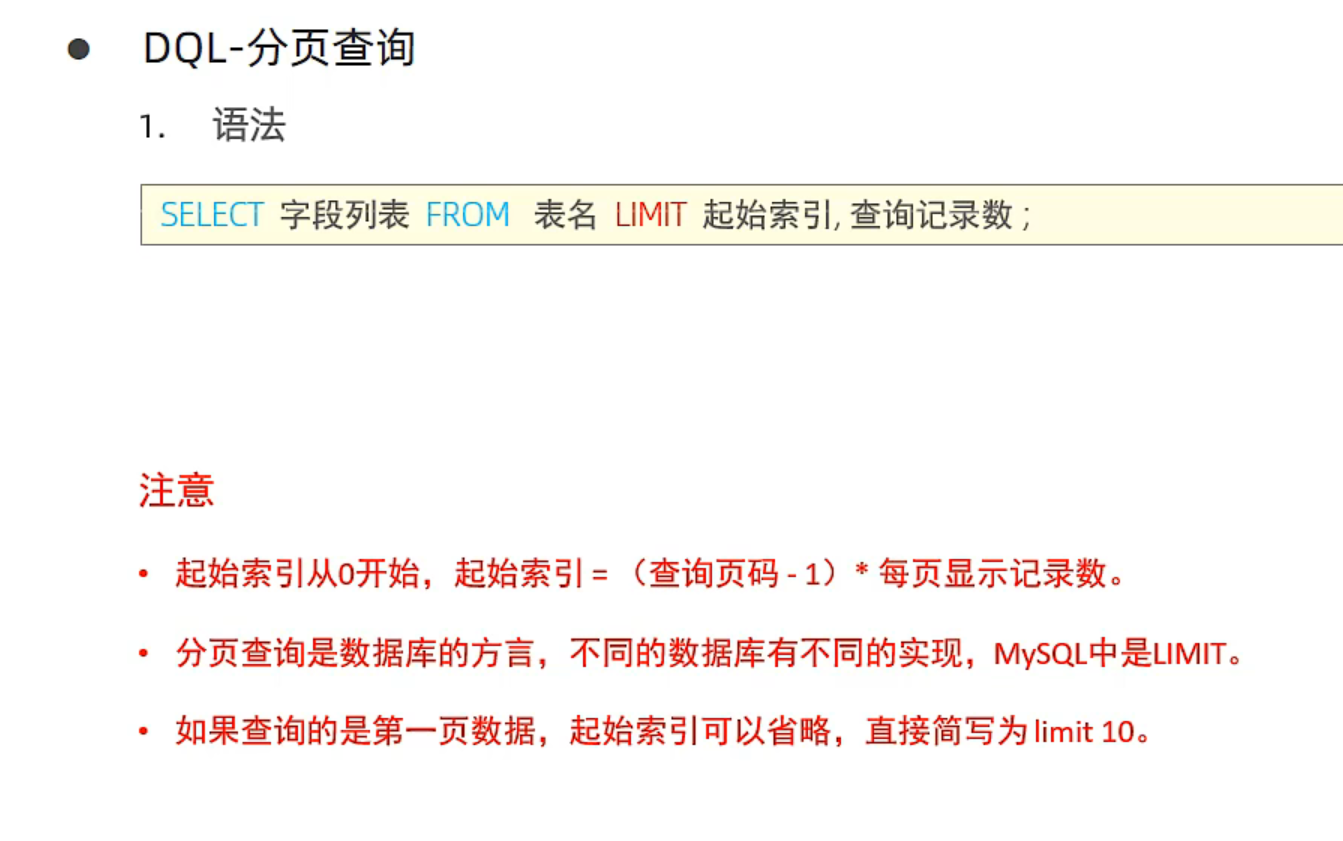 ● DQL-分页查询
1. 语法
SELECT 字段列表 FROM 表名 LIMIT 起始索引, 查询记录数 ;
注意
• 起始索引从0开始，起始索引 = （查询页码 - 1）* 每页显示记录数。
• 分页查询是数据库的方言，不同的数据库有不同的实现，MySQL中是LIMIT。
• 如果查询的是第一页数据，起始索引可以省略，直接简写为 limit 10。